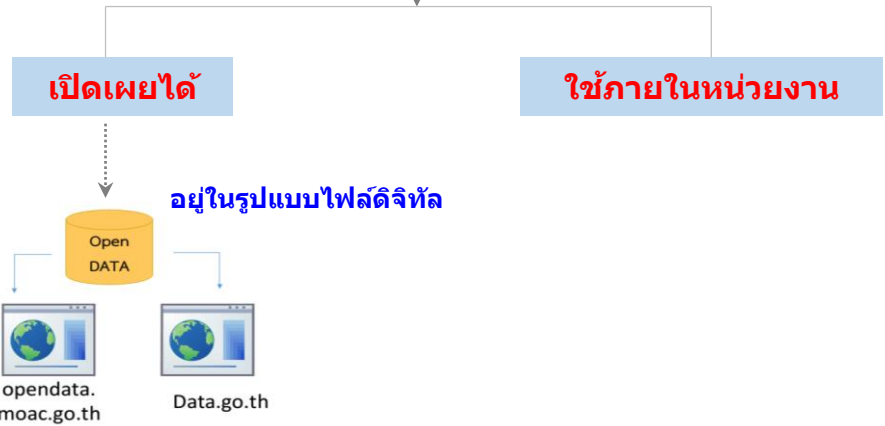 เปิดเผยได้
ใช้ภายในหน่วยงาน
อยู่ในรูปแบบไฟล์ดิจิทัล
Open
DATA
opendata.
moac.go.th
Data.go.th